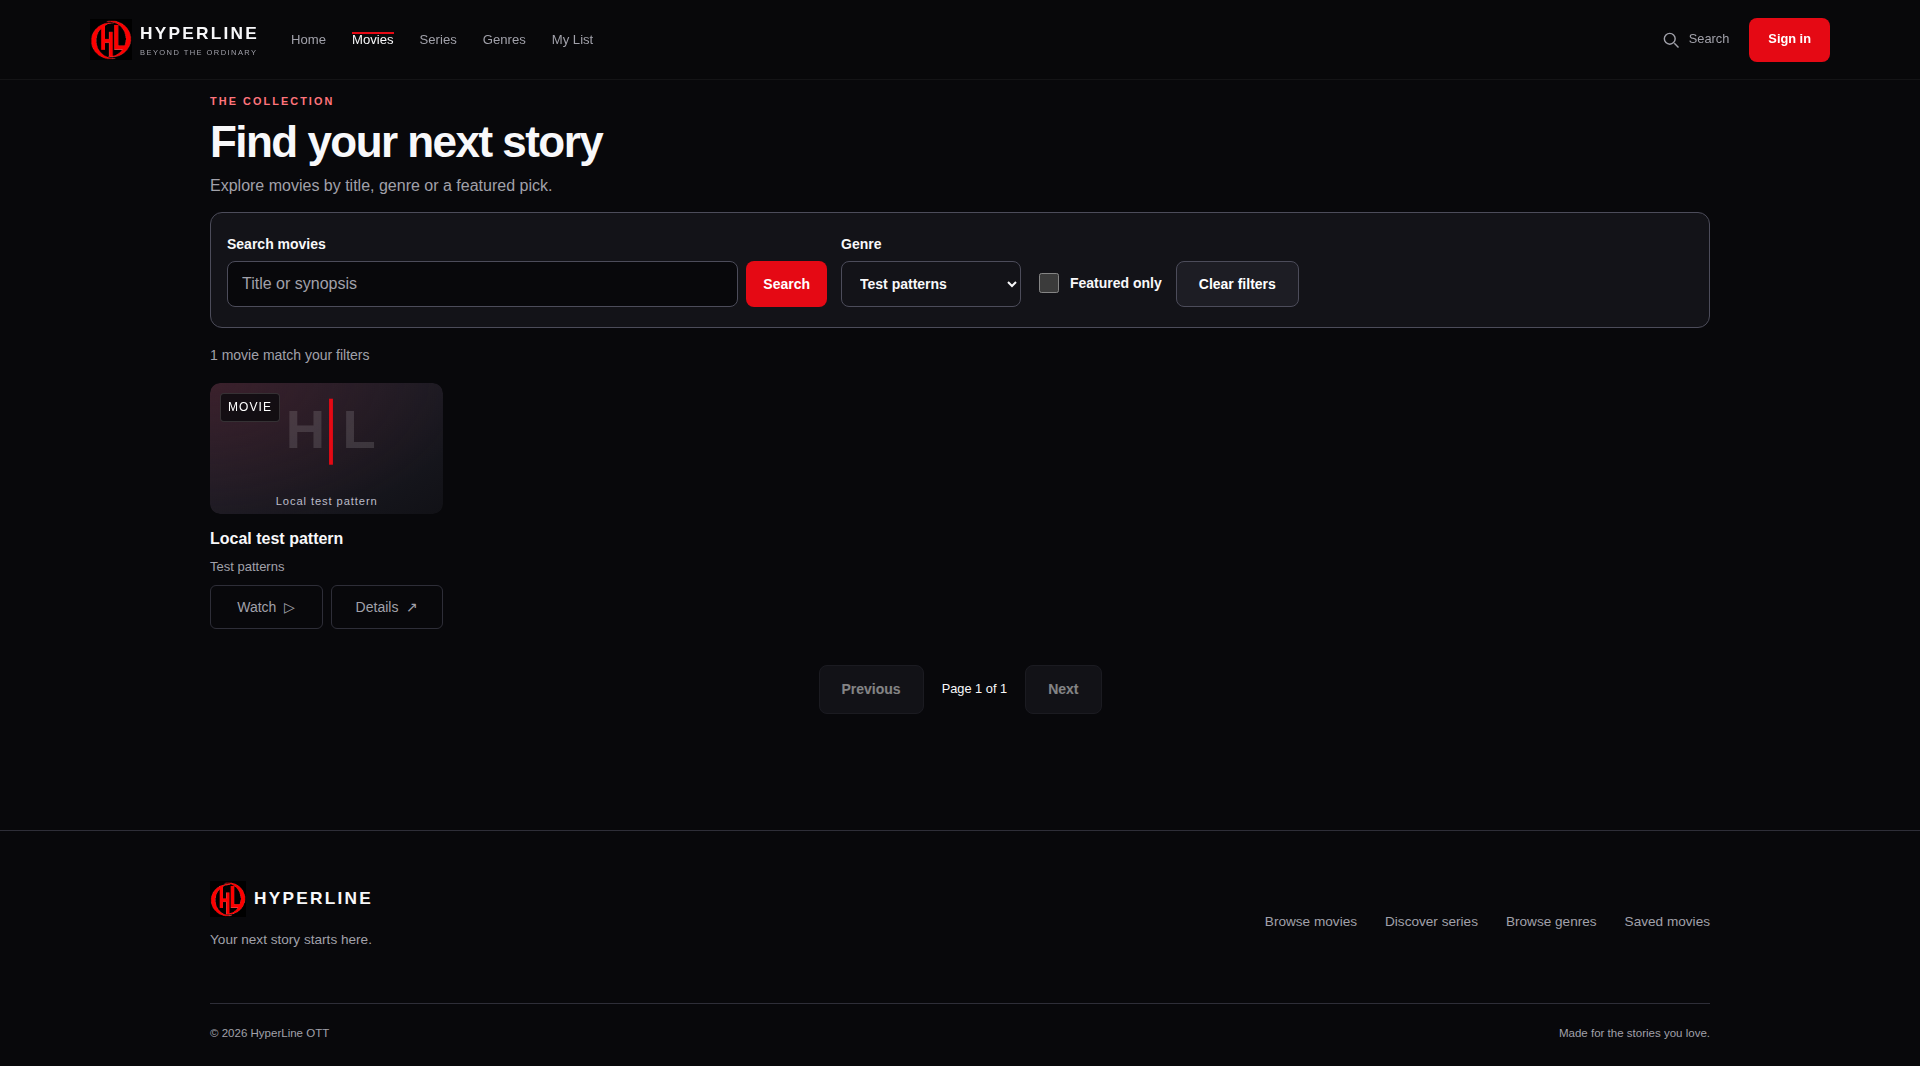 HYPERLINE
BEYOND THE ORDINARY
Home Movies Series Genres My List
Search Sign in
THE COLLECTION
Find your next story
Explore movies by title, genre or a featured pick.
Search movies Genre
Title or synopsis Search Test patterns Featured only Clear filters
1 movie match your filters
MOVIE
H L
Local test pattern
Local test pattern
Test patterns
Watch ▷ Details ↗
Previous Page 1 of 1 Next
HL HYPERLINE
Your next story starts here.
Browse movies Discover series Browse genres Saved movies
© 2026 HyperLine OTT Made for the stories you love.